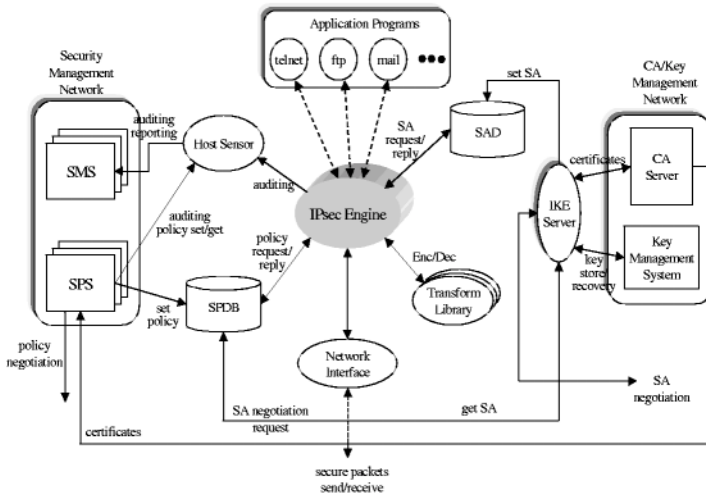 Application Programs
telnet
ftp
mail
Security
Management
Network
CA/Key
Management
Network
set SA
auditing
reporting
Host Sensor
SMS
SA
request/
reply
SAD
certificates
CA
Server
auditing
IPsec Engine
IKE
Server
auditing
policy set/get
policy
request/
reply
Enc/Dec
key
store/
recovery
Key
Management
System
SPS
set
policy
SPDB
Transform
Library
policy
negotiation
Network
Interface
SA
negotiation
SA negotiation
request
get SA
certificates
secure packets
send/receive